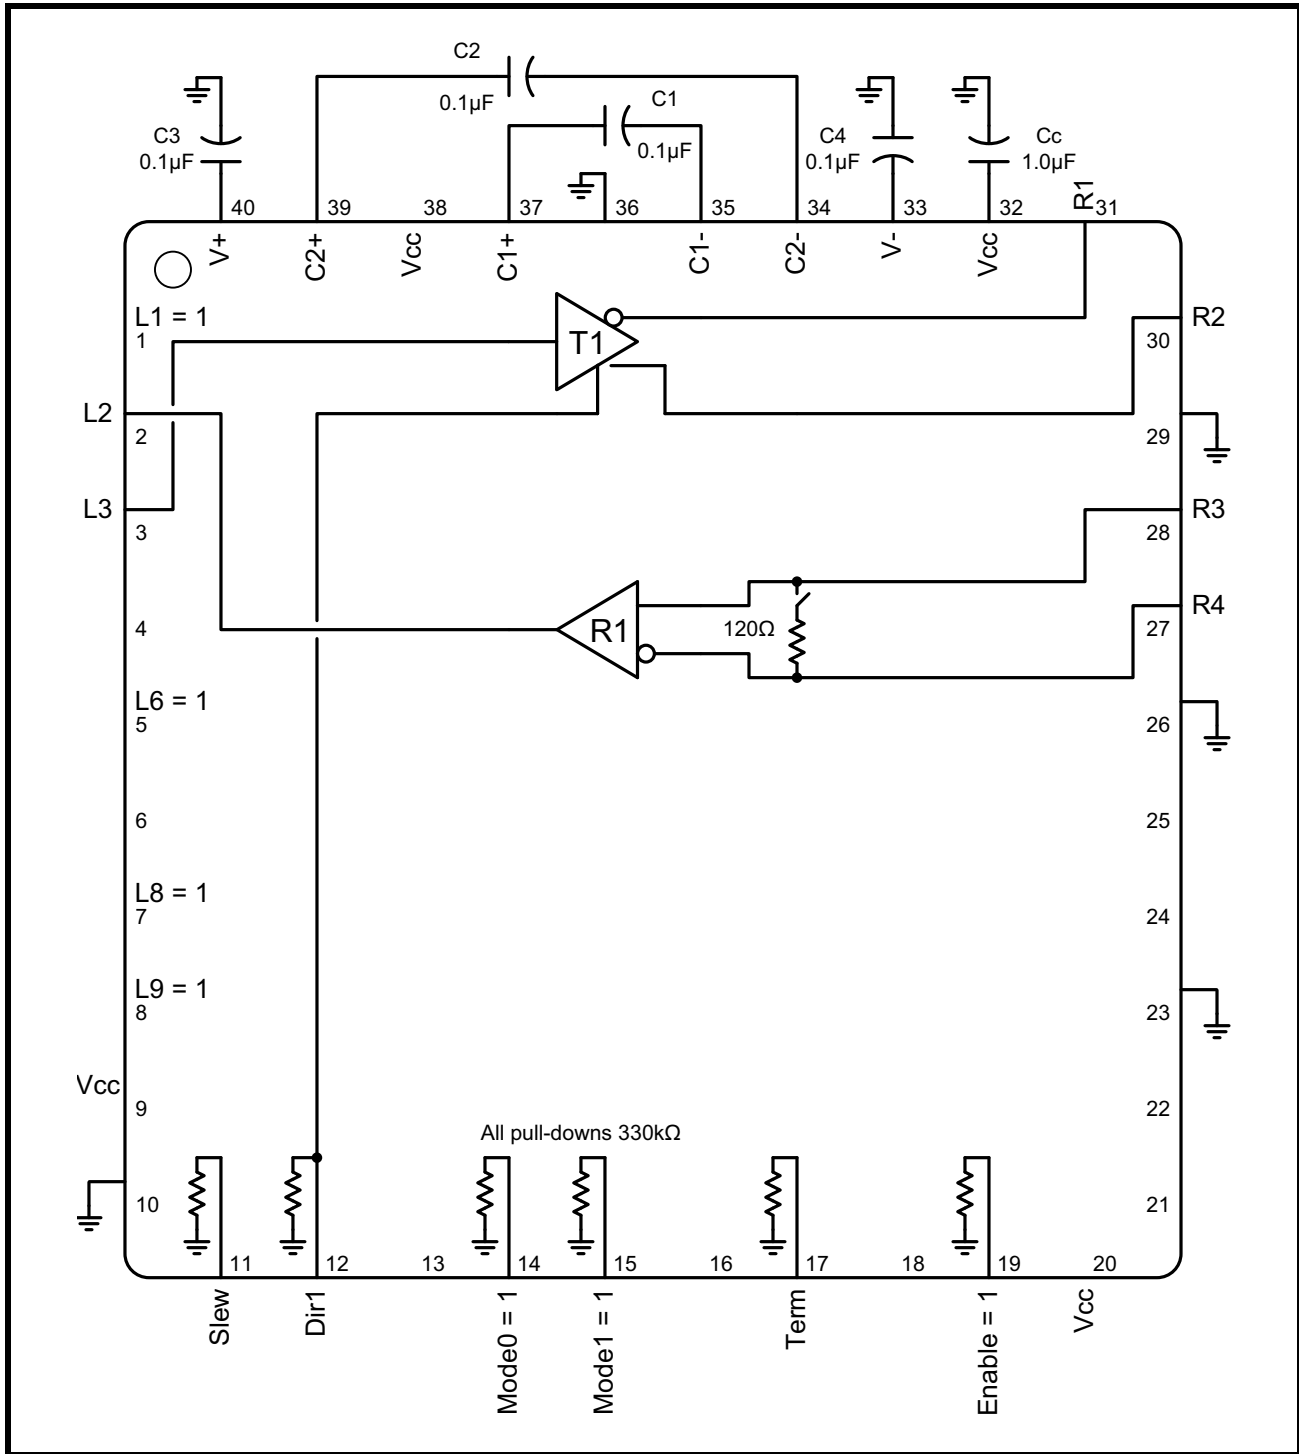 C2
0.1µF
C1
0.1µF
C3
0.1µF
C4
0.1µF
Cc
1.0µF
40
39
38
37
36
35
34
33
32
31
R1
V+
C2+
Vcc
C1+
C1-
C2-
V-
Vcc
L1 = 1
1
T1
R2
30
L2
2
29
L3
3
R3
28
4
R1
120Ω
R4
27
L6 = 1
5
26
6
25
L8 = 1
7
24
L9 = 1
8
23
Vcc
9
22
All pull-downs 330kΩ
10
21
11
12
13
14
15
16
17
18
19
20
Slew
Dir1
Mode0 = 1
Mode1 = 1
Term
Enable = 1
Vcc